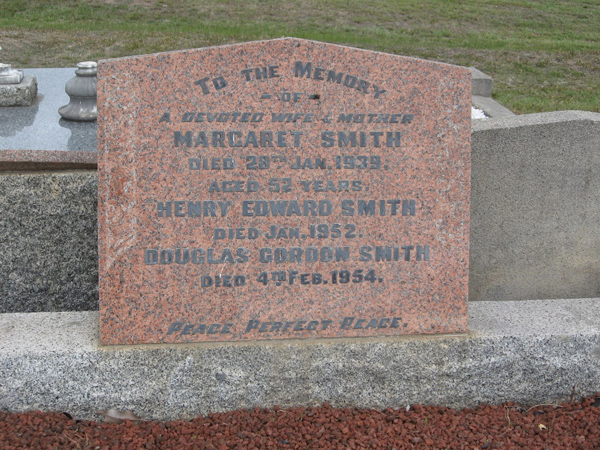 TO THE MEMORY
- OF -
A DEVOTED WIFE & MOTHER
MARGARET SMITH
DIED 29TH JAN. 1939.
AGED 52 YEARS.
HENRY EDWARD SMITH
DIED JAN. 1952.
DOUGLAS GORDON SMITH
DIED 4TH FEB. 1954.
PEACE, PERFECT PEACE.